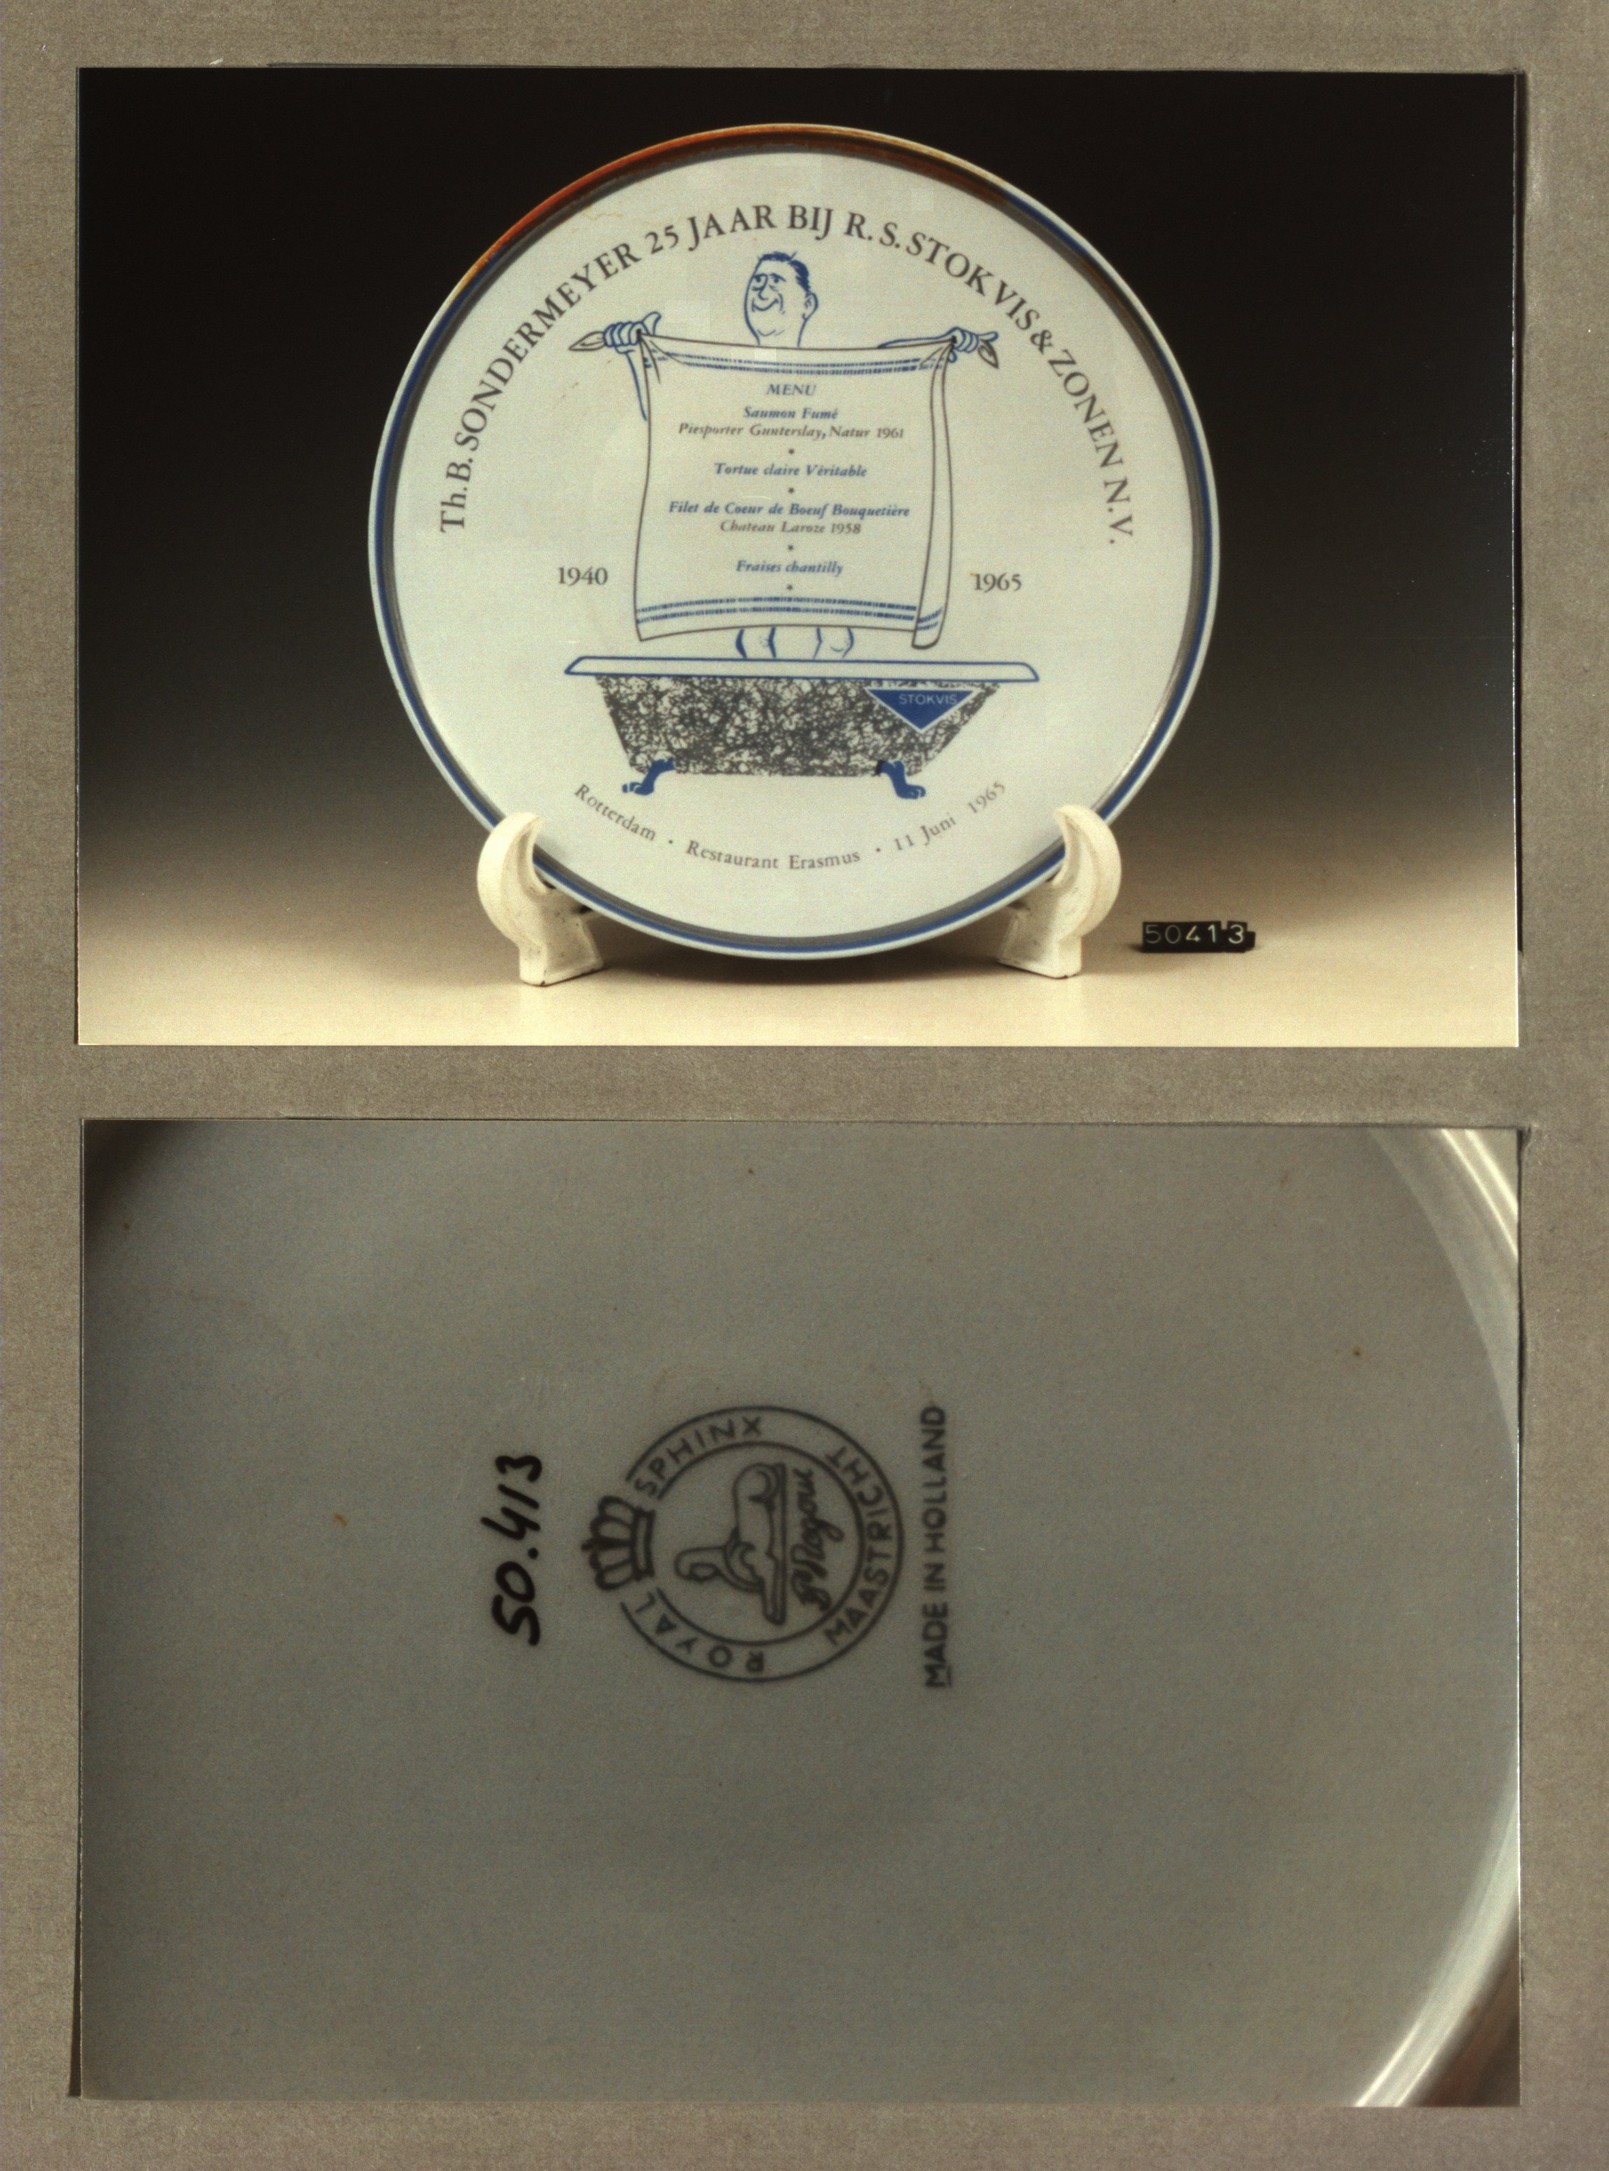 Th. B. SONDERMEYER 25 JAAR BIJ R. S. STOKVIS & ZONEN N.V.
MENU
Saumon Fumé
Piesporter Gunterslay, Natur 1961
Tortue claire Véritable
Filet de Coeur de Boeuf Bouquetière
Chateau Laroze 1958
Fraises chantilly
1940
1965
STOKVIS
Rotterdam · Restaurant Erasmus · 11 Juni 1965
50413
50.413
ROYAL SPHINX
P. Regout
MAASTRICHT
MADE IN HOLLAND